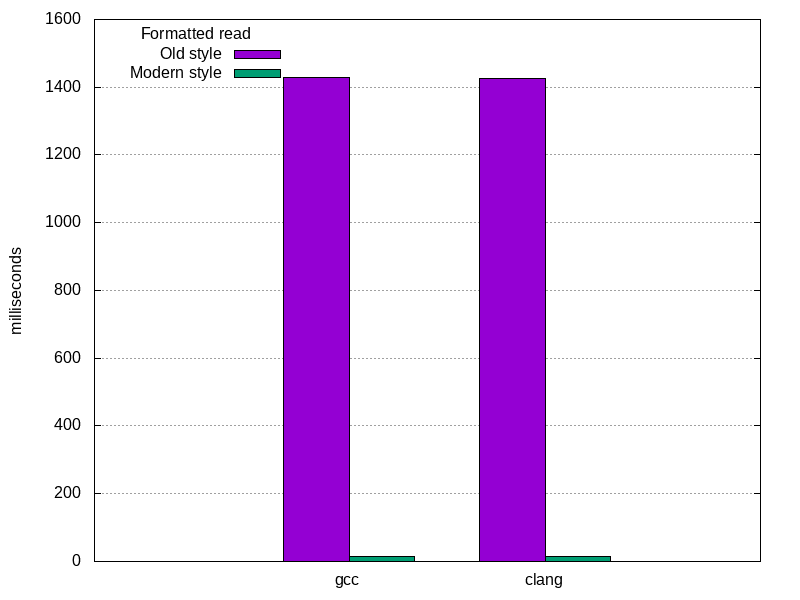 Formatted read
Old style
Modern style
1600
1400
1200
1000
800
600
400
200
0
milliseconds
gcc
clang